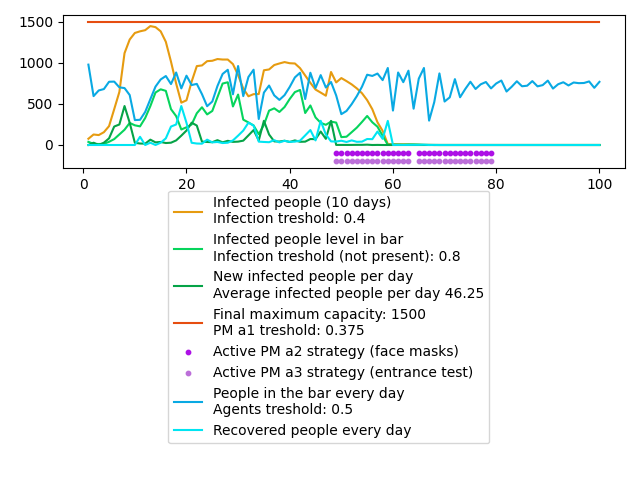 1500
1000
500
0
0 20 40 60 80 100
Infected people (10 days)
Infection treshold: 0.4
Infected people level in bar
Infection treshold (not present): 0.8
New infected people per day
Average infected people per day 46.25
Final maximum capacity: 1500
PM a1 treshold: 0.375
Active PM a2 strategy (face masks)
Active PM a3 strategy (entrance test)
People in the bar every day
Agents treshold: 0.5
Recovered people every day